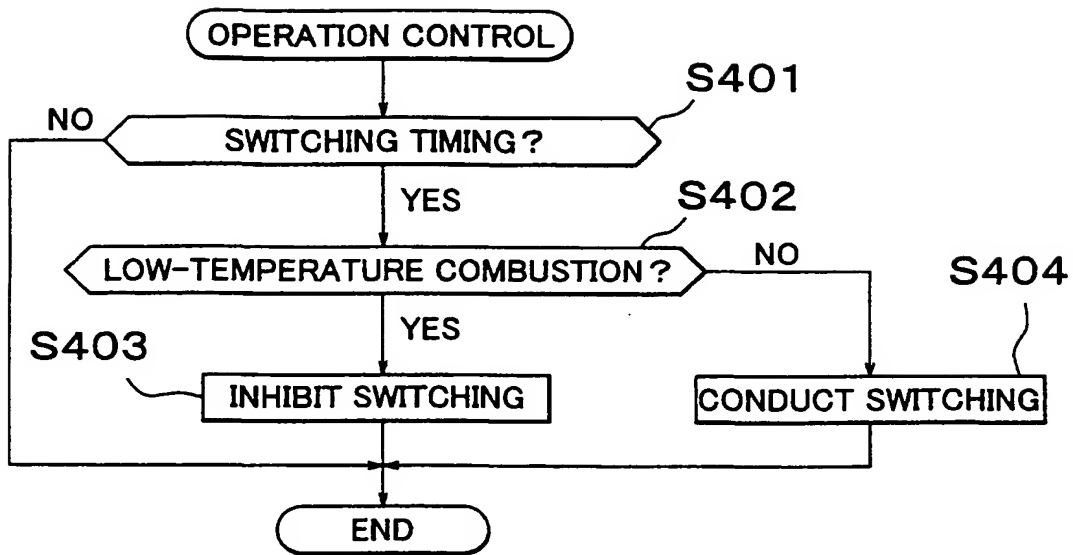 OPERATION CONTROL
S401
NO
SWITCHING TIMING?
YES
S402
LOW-TEMPERATURE COMBUSTION?
NO
S404
YES
S403
INHIBIT SWITCHING
CONDUCT SWITCHING
END